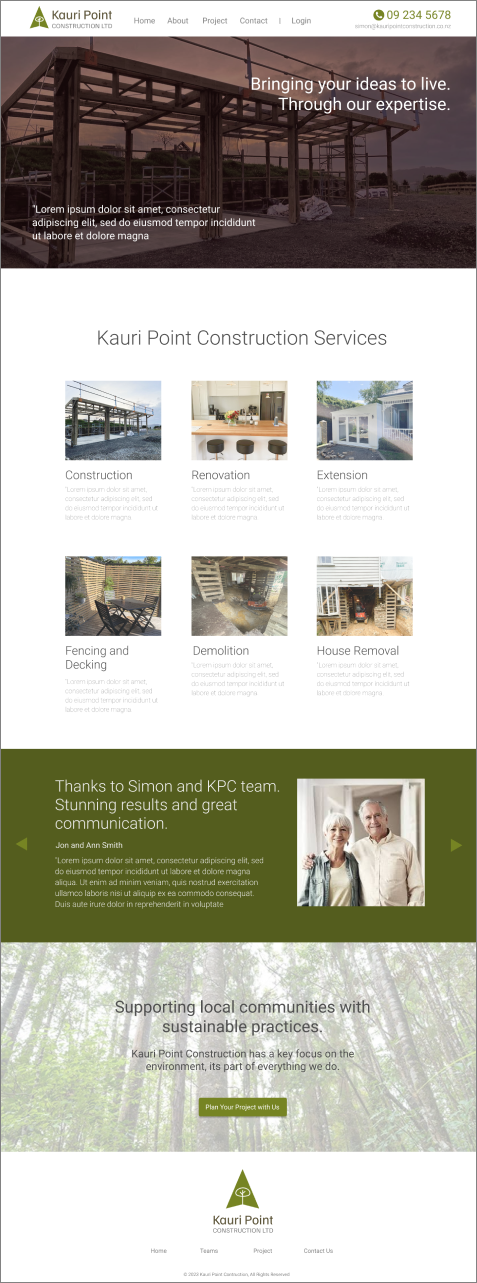 Kauri Point
CONSTRUCTION LTD
Home About Project Contact | Login
09 234 5678
simon@kauripointconstruction.co.nz
Bringing your ideas to live.
Through our expertise.
"Lorem ipsum dolor sit amet, consectetur
adipiscing elit, sed do eiusmod tempor incididunt
ut labore et dolore magna
Kauri Point Construction Services
Construction
"Lorem ipsum dolor sit amet,
consectetur adipiscing elit, sed
do eiusmod tempor incididunt ut
labore et dolore magna
Renovation
"Lorem ipsum dolor sit amet,
consectetur adipiscing elit, sed
do eiusmod tempor incididunt ut
labore et dolore magna
Extension
"Lorem ipsum dolor sit amet,
consectetur adipiscing elit, sed
do eiusmod tempor incididunt ut
labore et dolore magna
Fencing and
Decking
"Lorem ipsum dolor sit amet,
consectetur adipiscing elit, sed
do eiusmod tempor incididunt ut
labore et dolore magna
Demolition
"Lorem ipsum dolor sit amet,
consectetur adipiscing elit, sed
do eiusmod tempor incididunt ut
labore et dolore magna
House Removal
"Lorem ipsum dolor sit amet,
consectetur adipiscing elit, sed
do eiusmod tempor incididunt ut
labore et dolore magna
Thanks to Simon and KPC team.
Stunning results and great
communication.
Jon and Ann Smith
"Lorem ipsum dolor sit amet, consectetur adipiscing elit, sed
do eiusmod tempor incididunt ut labore et dolore magna
aliqua. Ut enim ad minim veniam, quis nostrud exercitation
ullamco laboris nisi ut aliquip ex ea commodo consequat.
Duis aute irure dolor in reprehenderit in voluptate
Supporting local communities with
sustainable practices.
Kauri Point Construction has a key focus on the
environment, its part of everything we do.
Plan Your Project with Us
Kauri Point
CONSTRUCTION LTD
Home Teams Project Contact Us
© 2023 Kauri Point Contruction, All Rights Reserved